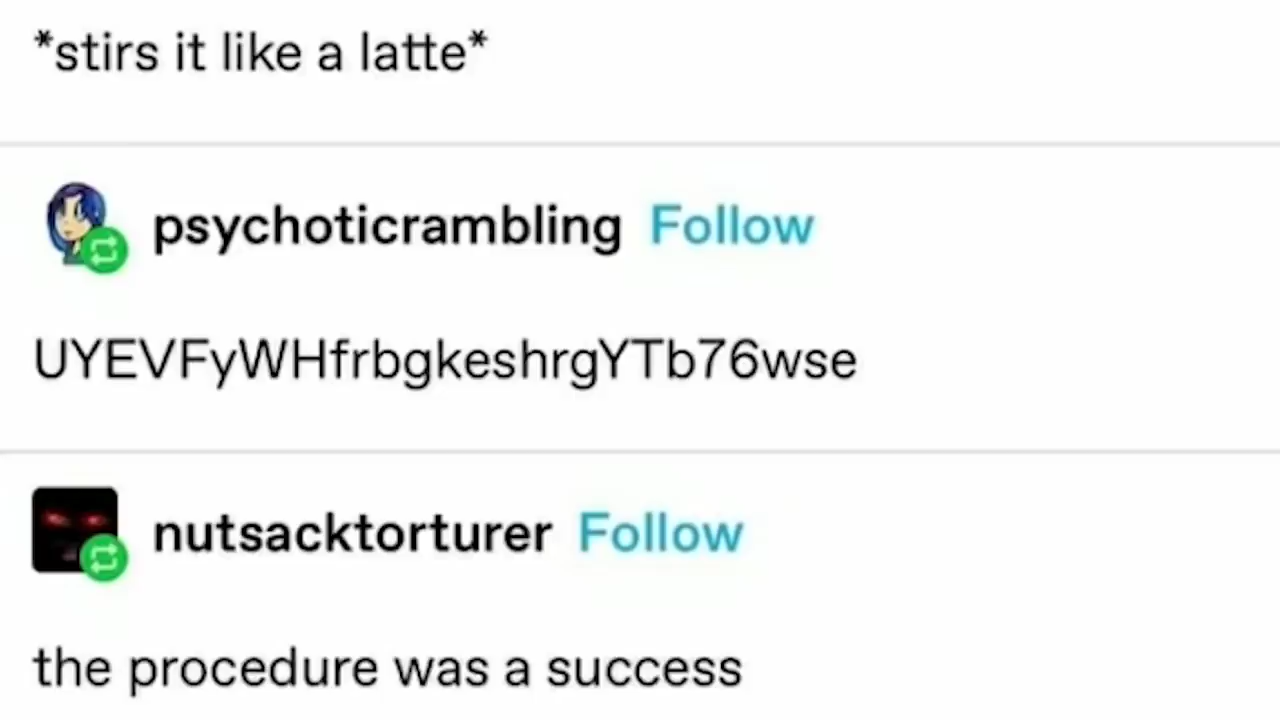 *stirs it like a latte*
psychoticrambling Follow
UYEVFyWHfrbgkeshrgYTb76wse
nutsacktorturer Follow
the procedure was a success